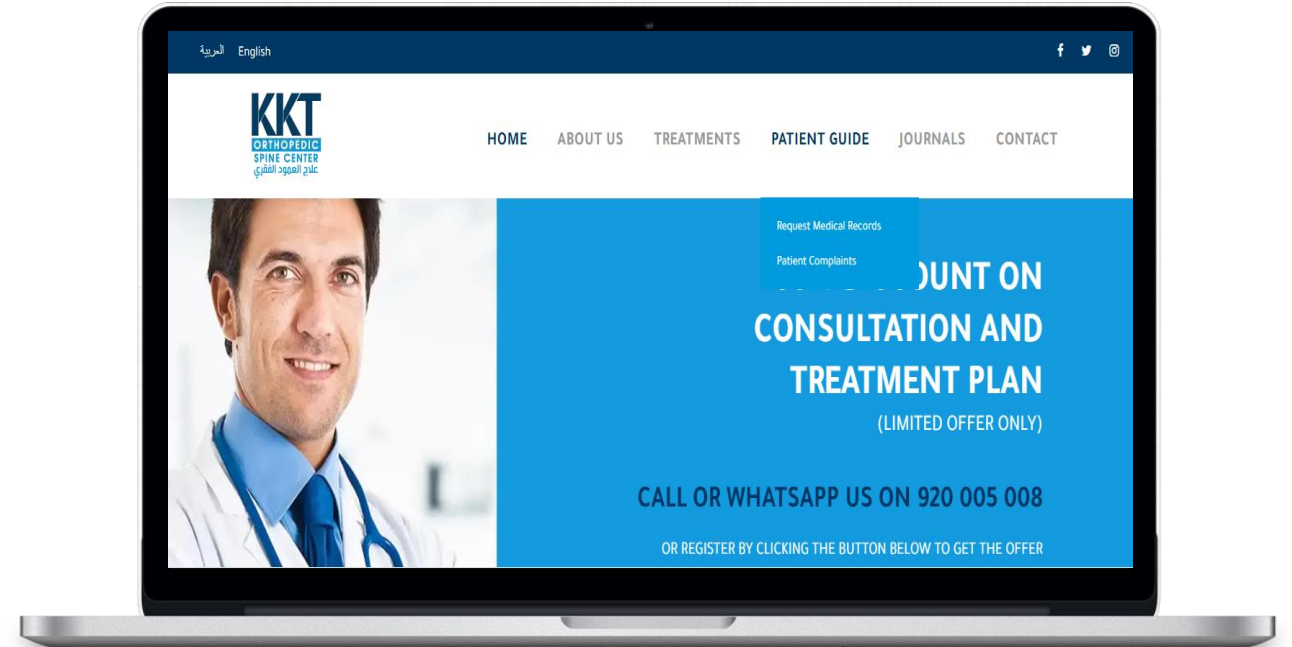 العربية English
KKT
ORTHOPEDIC
SPINE CENTER
علاج العمود الفقري
HOME ABOUT US TREATMENTS PATIENT GUIDE JOURNALS CONTACT
Request Medical Records
Patient Complaints
ON
CONSULTATION AND
TREATMENT PLAN
(LIMITED OFFER ONLY)
CALL OR WHATSAPP US ON 920 005 008
OR REGISTER BY CLICKING THE BUTTON BELOW TO GET THE OFFER